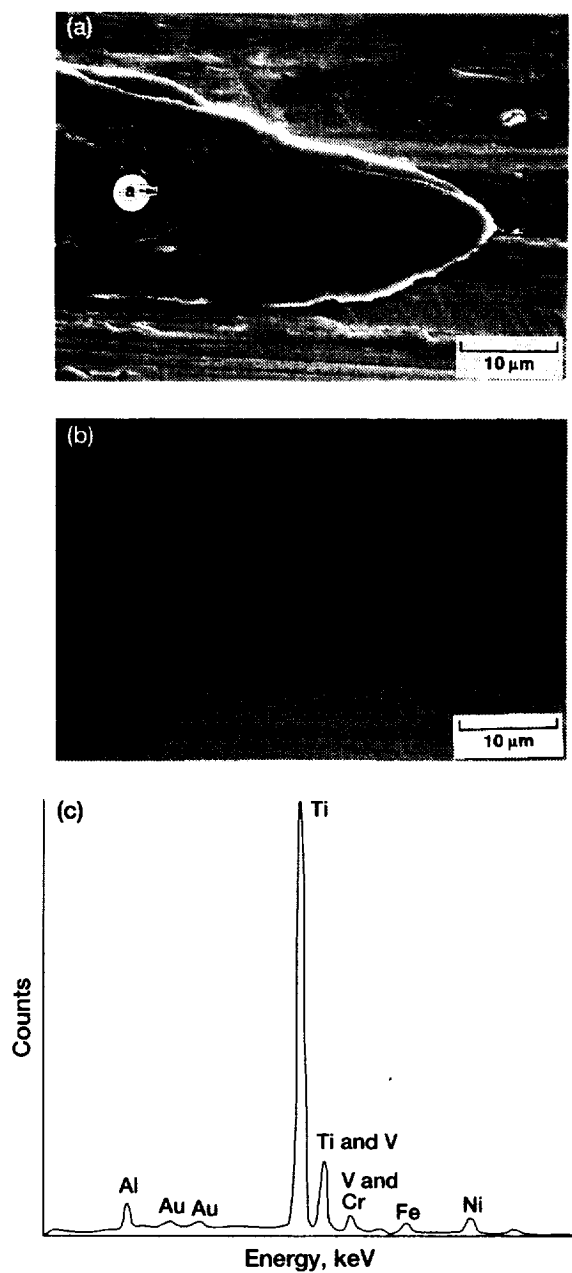 (a)
a
10 µm
(b)
10 µm
(c)
Ti
Counts
Ti and V
Al
Au
Au
V and
Cr
Fe
Ni
Energy, keV